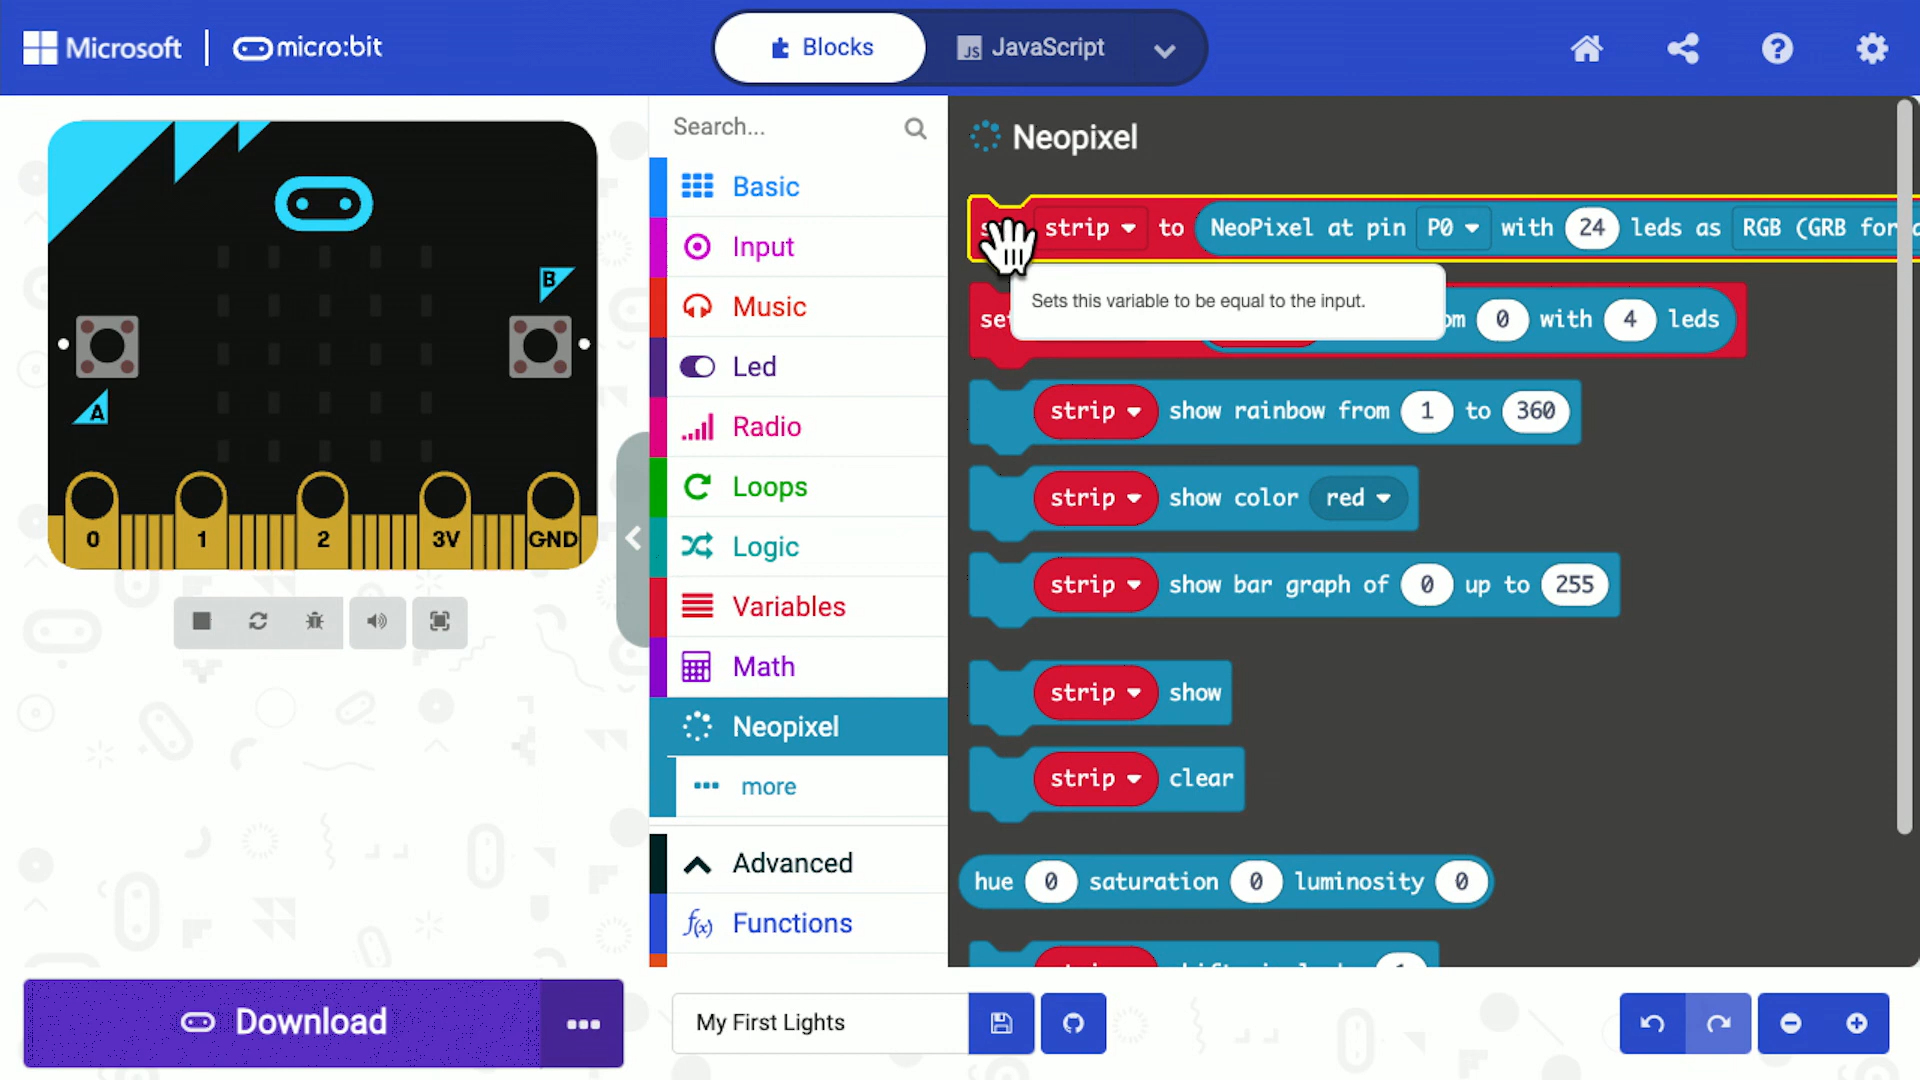 Microsoft
micro:bit
Blocks
JS JavaScript
Search...
Basic
Input
Music
Led
Radio
Loops
Logic
Variables
Math
Neopixel
more
Advanced
f(x) Functions
B
A
0 1 2 3V GND
Neopixel
strip to NeoPixel at pin P0 with 24 leds as RGB (GRB
Sets this variable to be equal to the input.
0 with 4 leds
strip show rainbow from 1 to 360
strip show color red
strip show bar graph of 0 up to 255
strip show
strip clear
hue 0 saturation 0 luminosity 0
Download
My First Lights